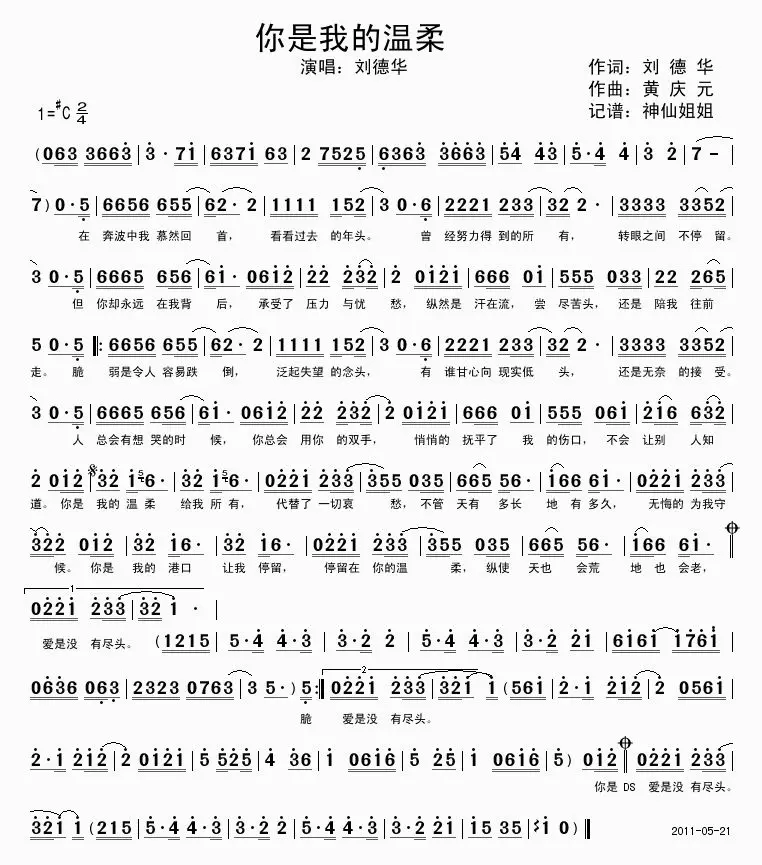 你是我的温柔
演唱：刘德华
作词：刘 德 华
作曲：黄 庆 元
记谱：神仙姐姐
1=#C 2/4
(063 3663 | 3·71 | 6371 63 | 2 7525 | 6363 3663 | 54 43 | 5·4 4 | 3 2 | 7 - |
7) 0·5 | 6656 655 | 62·2 | 1111 152 | 3 0·6 | 2221 233 | 32 2· | 3333 3352 |
在 奔波中我 慕然回 首， 看看过去 的年头。 曾 经努力得 到的所 有， 转眼之间 不停 留。
3 0·5 | 6665 656 | 61· 0612 | 22 232 | 2 0121 | 666 01 | 555 033 | 22 265 |
但 你却永远 在我背 后， 承受了 压力 与忧 愁， 纵然是 汗在流， 尝 尽苦头， 还是 陪我 往前
5 0·5 ‖: 6656 655 | 62·2 | 1111 152 | 3 0·6 | 2221 233 | 32 2· | 3333 3352 |
走。 脆 弱是令人 容易跌 倒， 泛起失望 的念头， 有 谁甘心向 现实低 头， 还是无奈 的接 受。
3 0·5 | 6665 656 | 61· 0612 | 22 232 | 2 0121 | 666 01 | 555 061 | 216 632 |
人 总会有想 哭的时 候， 你总会 用你 的双手， 悄悄的 抚平了 我 的伤口， 不会 让别 人知
2 012 | 32 16· | 32 16· | 0221 233 | 355 035 | 665 56· | 166 61· | 0221 233 |
道。 你是 我的 温 柔 给我 所 有， 代替了 一切哀 愁， 不管 天有 多长 地 有 多久， 无悔的 为我守
322 012 | 32 16· | 32 16· | 0221 233 | 355 035 | 665 56· | 166 61· ‖
候。 你是 我的 港口 让我 停留， 停留在 你的温 柔， 纵使 天也 会荒 地 也 会老，
1
0221 233 | 32 1 · |
爱是没 有尽头。 (1215 | 5·4 4·3 | 3·2 2 | 5·4 4·3 | 3·2 21 | 6161 1761 |
0636 063 | 2323 0763 | 3 5·) 5 :‖ 2 0221 233 | 321 1 (561 | 2·1 212 | 2 0561 |
脆 爱是没 有尽头。
2·1 212 | 2 0121 | 5 525 | 4 36 | 1 0616 | 5 25 | 1 0616 | 5) 012 ‖ 0221 233 |
你是 DS 爱是没 有尽头。
321 1 (215 | 5·4 4·3 | 3·2 2 | 5·4 4·3 | 3·2 21 | 15 35 | #1 0) ‖
2011-05-21